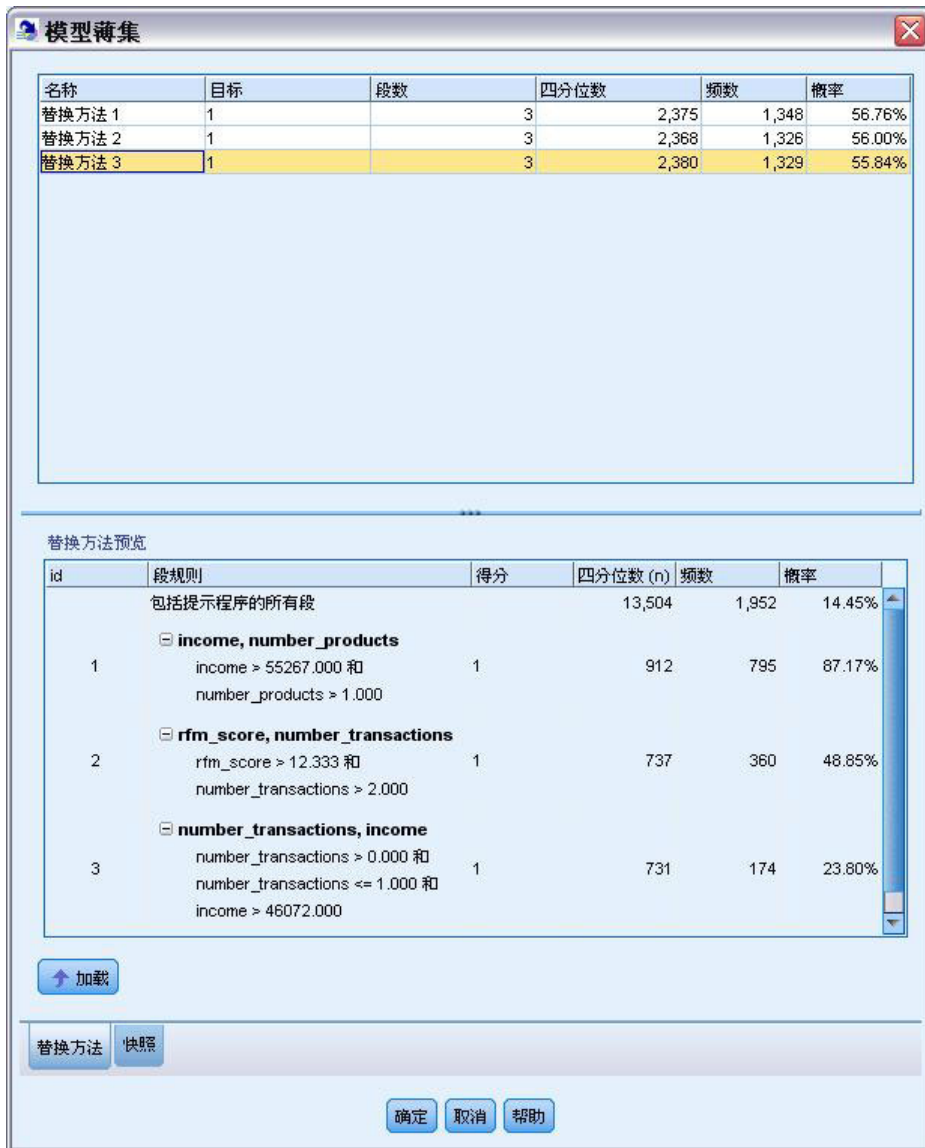 模型薄集
名称 目标 段数 四分位数 频数 概率
替换方法 1 1 3 2,375 1,348 56.76%
替换方法 2 1 3 2,368 1,326 56.00%
替换方法 3 1 3 2,380 1,329 55.84%
替换方法预览
id 段规则 得分 四分位数 (n) 频数 概率
包括提示程序的所有段 13,504 1,952 14.45%
income, number_products
income > 55267.000 和
1 1 912 795 87.17%
number_products > 1.000
rfm_score, number_transactions
rfm_score > 12.333 和
2 1 737 360 48.85%
number_transactions > 2.000
number_transactions, income
number_transactions > 0.000 和
3 number_transactions <= 1.000 和 1 731 174 23.80%
income > 46072.000
加载
替换方法 快照
确定 取消 帮助